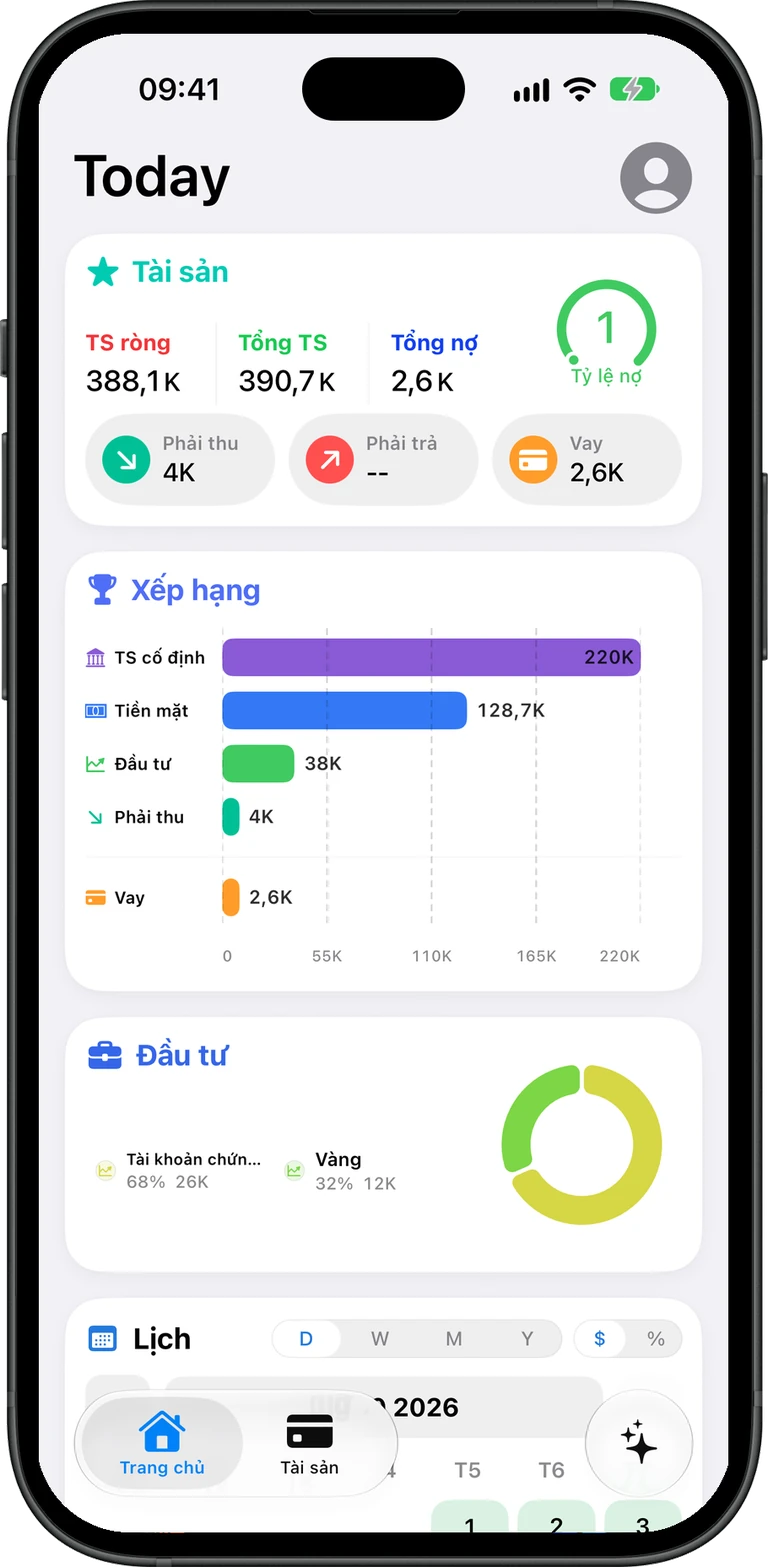 09:41
Today
Tài sản
1
Tỷ lệ nợ
TS ròng Tổng TS Tổng nợ
388,1K 390,7K 2,6K
Phải thu Phải trả Vay
4K -- 2,6K
Xếp hạng
TS cố định 220K
Tiền mặt 128,7K
Đầu tư 38K
Phải thu 4K
Vay 2,6K
0 55K 110K 165K 220K
Đầu tư
Tài khoản chứn... Vàng
68% 26K 32% 12K
Lịch D W M Y $ %
2026
T5 T6
Trang chủ Tài sản
1 2 3